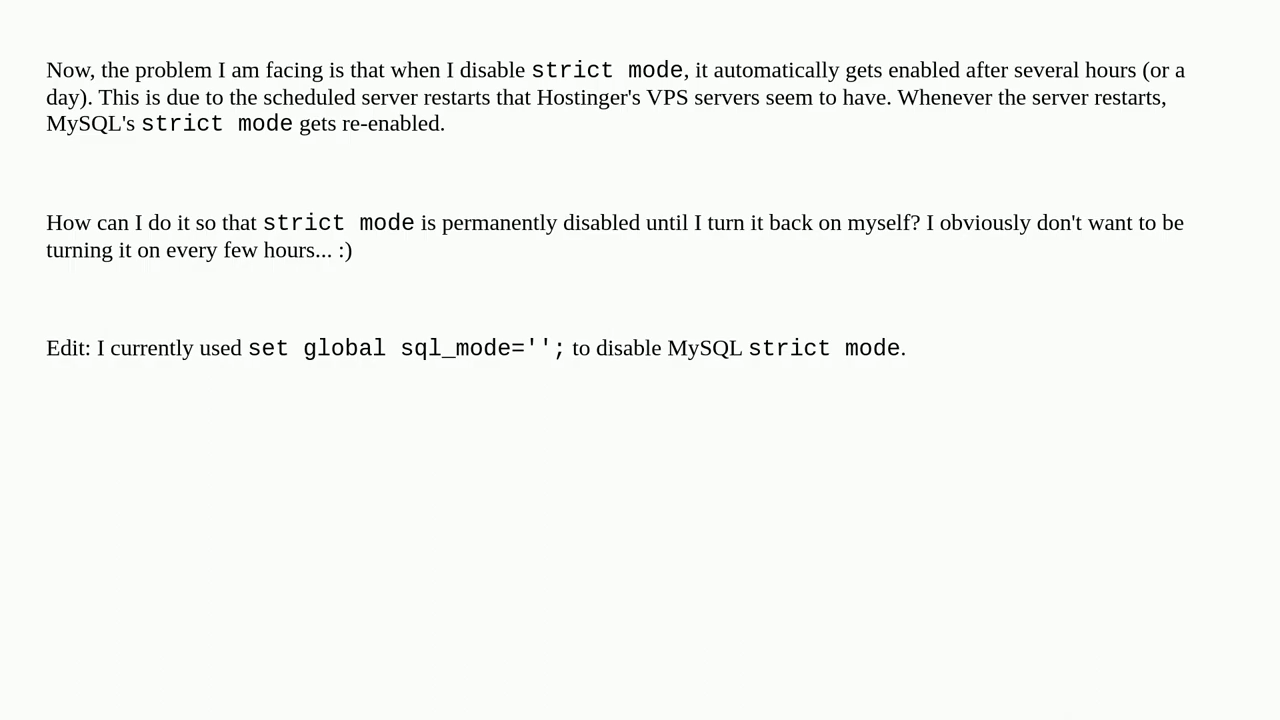 Now, the problem I am facing is that when I disable strict mode, it automatically gets enabled after several hours (or a
day). This is due to the scheduled server restarts that Hostinger's VPS servers seem to have. Whenever the server restarts,
MySQL's strict mode gets re-enabled.
How can I do it so that strict mode is permanently disabled until I turn it back on myself? I obviously don't want to be
turning it on every few hours... :)
Edit: I currently used set global sql_mode=''; to disable MySQL strict mode.